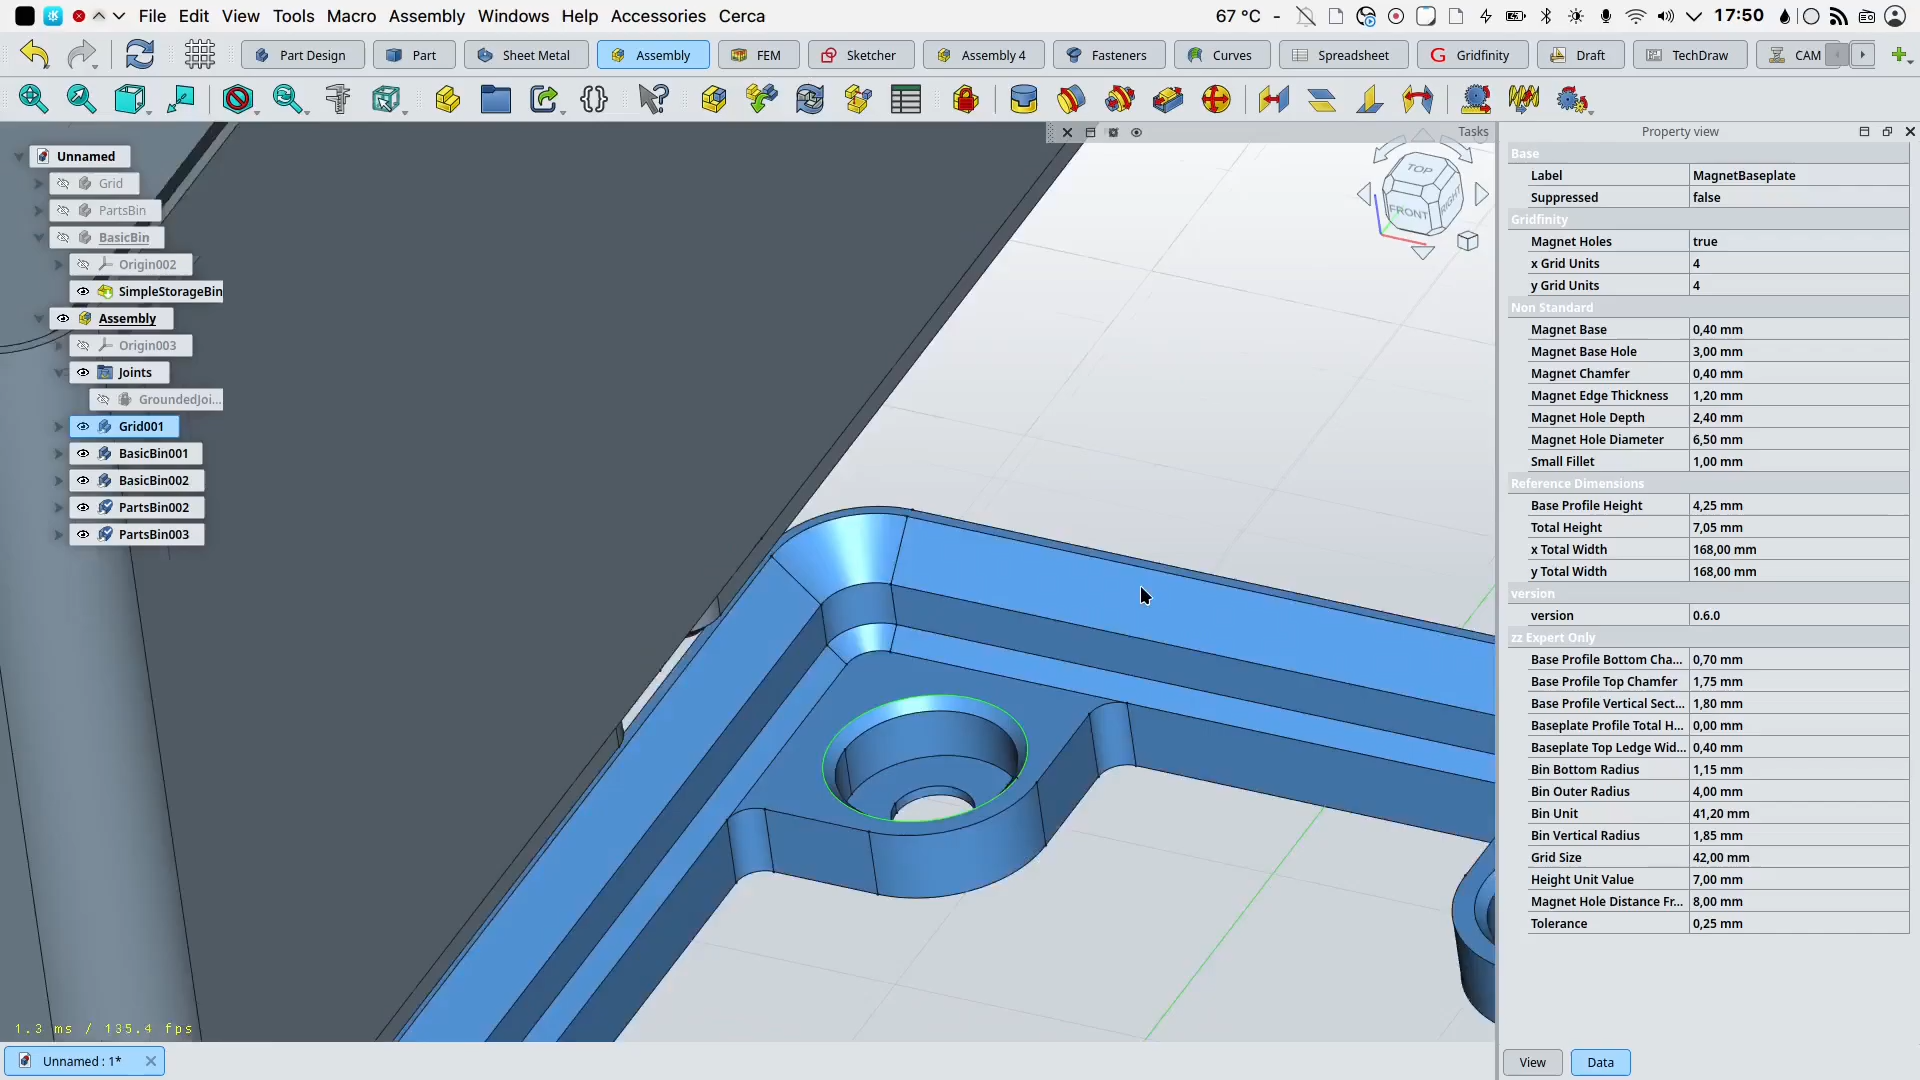 File Edit View Tools Macro Assembly Windows Help Accessories Cerca 67 °C - 17:50
Part Design Part Sheet Metal Assembly FEM Sketcher Assembly 4 Fasteners Curves Spreadsheet Gridfinity Draft TechDraw CAM
Tasks
Property view
Unnamed
Grid
PartsBin
BasicBin
Origin002
SimpleStorageBin
Assembly
Origin003
Joints
GroundedJoi...
Grid001
BasicBin001
BasicBin002
PartsBin002
PartsBin003
TOP
FRONT
RIGHT
Base
Label MagnetBaseplate
Suppressed false
Gridfinity
Magnet Holes true
x Grid Units 4
y Grid Units 4
Non Standard
Magnet Base 0,40 mm
Magnet Base Hole 3,00 mm
Magnet Chamfer 0,40 mm
Magnet Edge Thickness 1,20 mm
Magnet Hole Depth 2,40 mm
Magnet Hole Diameter 6,50 mm
Small Fillet 1,00 mm
Reference Dimensions
Base Profile Height 4,25 mm
Total Height 7,05 mm
x Total Width 168,00 mm
y Total Width 168,00 mm
version
version 0.6.0
zz Expert Only
Base Profile Bottom Cha... 0,70 mm
Base Profile Top Chamfer 1,75 mm
Base Profile Vertical Sect... 1,80 mm
Baseplate Profile Total H... 0,00 mm
Baseplate Top Ledge Wid... 0,40 mm
Bin Bottom Radius 1,15 mm
Bin Outer Radius 4,00 mm
Bin Unit 41,20 mm
Bin Vertical Radius 1,85 mm
Grid Size 42,00 mm
Height Unit Value 7,00 mm
Magnet Hole Distance Fr... 8,00 mm
Tolerance 0,25 mm
1.3 ms / 135.4 fps
Unnamed : 1*
View Data